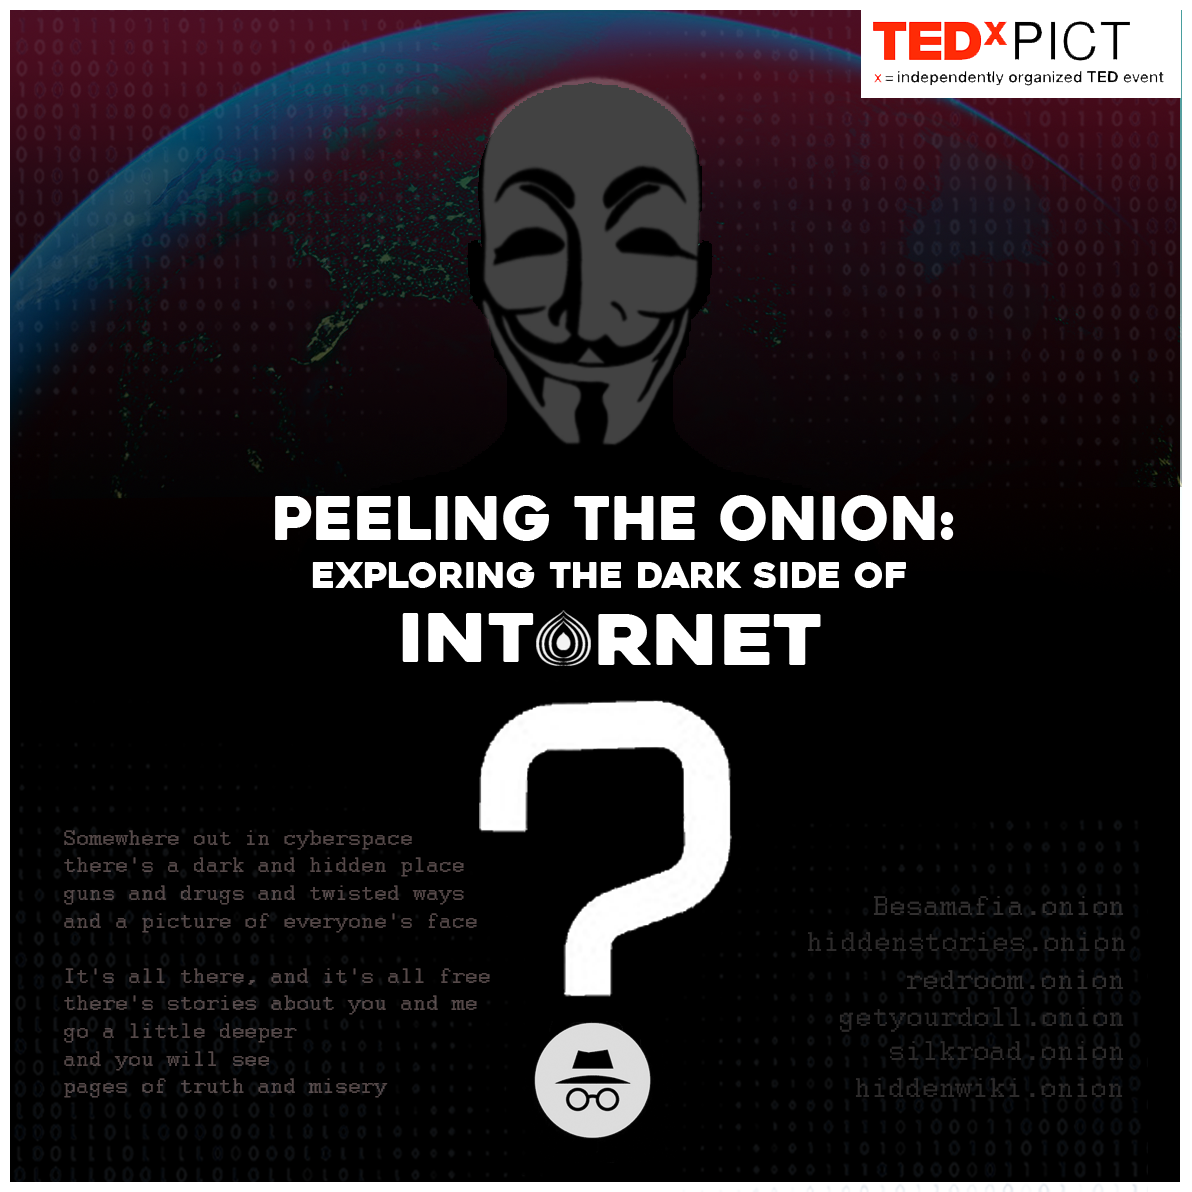 TEDxPICT
x = independently organized TED event
PEELING THE ONION:
EXPLORING THE DARK SIDE OF
INTORNET
?
Somewhere out in cyberspace
there's a dark and hidden place
guns and drugs and twisted ways
and a picture of everyone's face
It's all there, and it's all free
there's stories about you and me
go a little deeper
and you will see
pages of truth and misery
Besamafia.onion
hiddenstories.onion
redroom.onion
getyourdoll.onion
silkroad.onion
hiddenwiki.onion